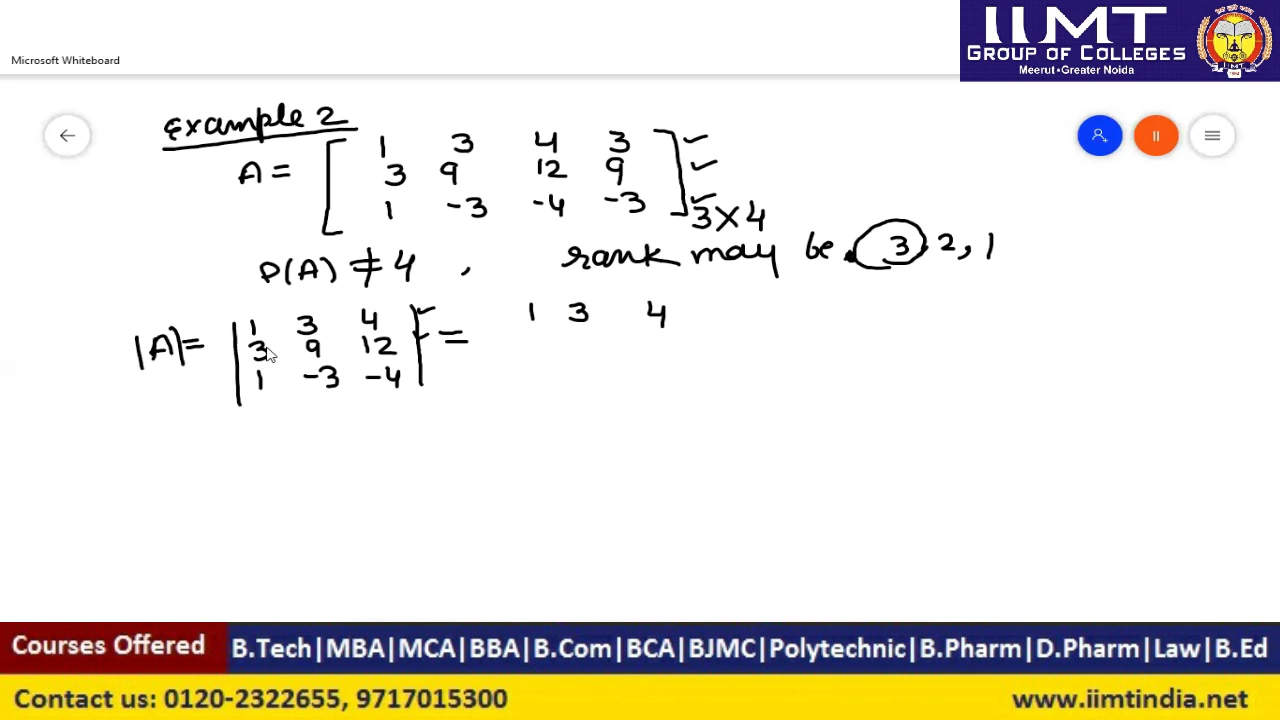 IIMT
GROUP OF COLLEGES
Meerut•Greater Noida
Microsoft Whiteboard
Example 2
A = [ 1 3 4 3
3 9 12 9
1 -3 -4 -3 ] 3×4
ρ(A) ≠ 4 , rank may be. 3, 2, 1
|A| = | 1 3 4
3 9 12
1 -3 -4 | =
1 3 4
Courses Offered B.Tech|MBA|MCA|BBA|B.Com|BCA|BJMC|Polytechnic|B.Pharm|D.Pharm|Law|B.Ed
Contact us: 0120-2322655, 9717015300 www.iimtindia.net